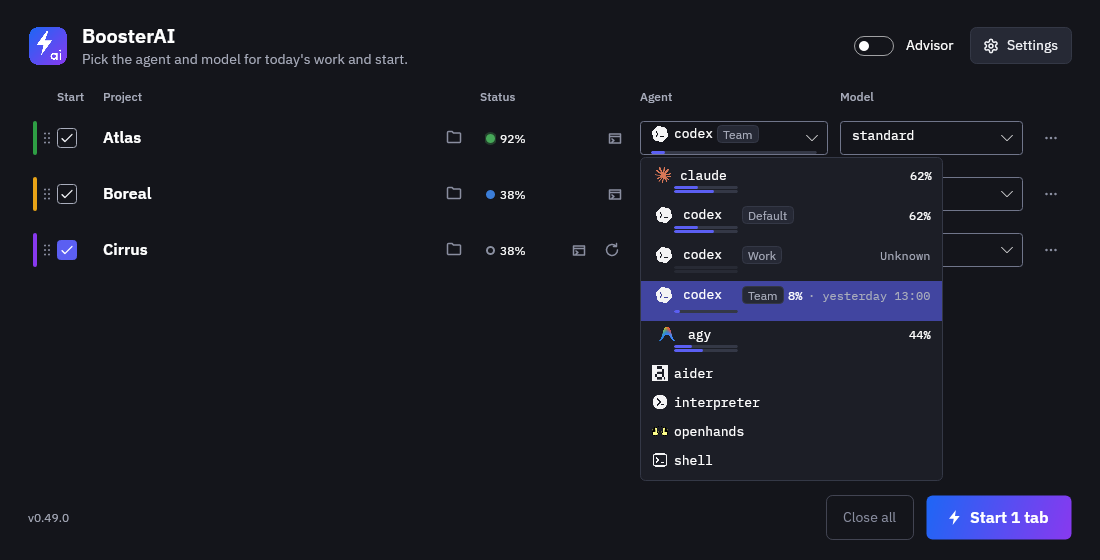 ai
BoosterAI
Pick the agent and model for today's work and start.
Advisor
Settings
Start Project Status Agent Model
Atlas 92% codex Team standard
Boreal 38%
Cirrus 38%
claude 62%
codex Default 62%
codex Work Unknown
codex Team 8% · yesterday 13:00
agy 44%
aider
interpreter
openhands
shell
v0.49.0
Close all
Start 1 tab